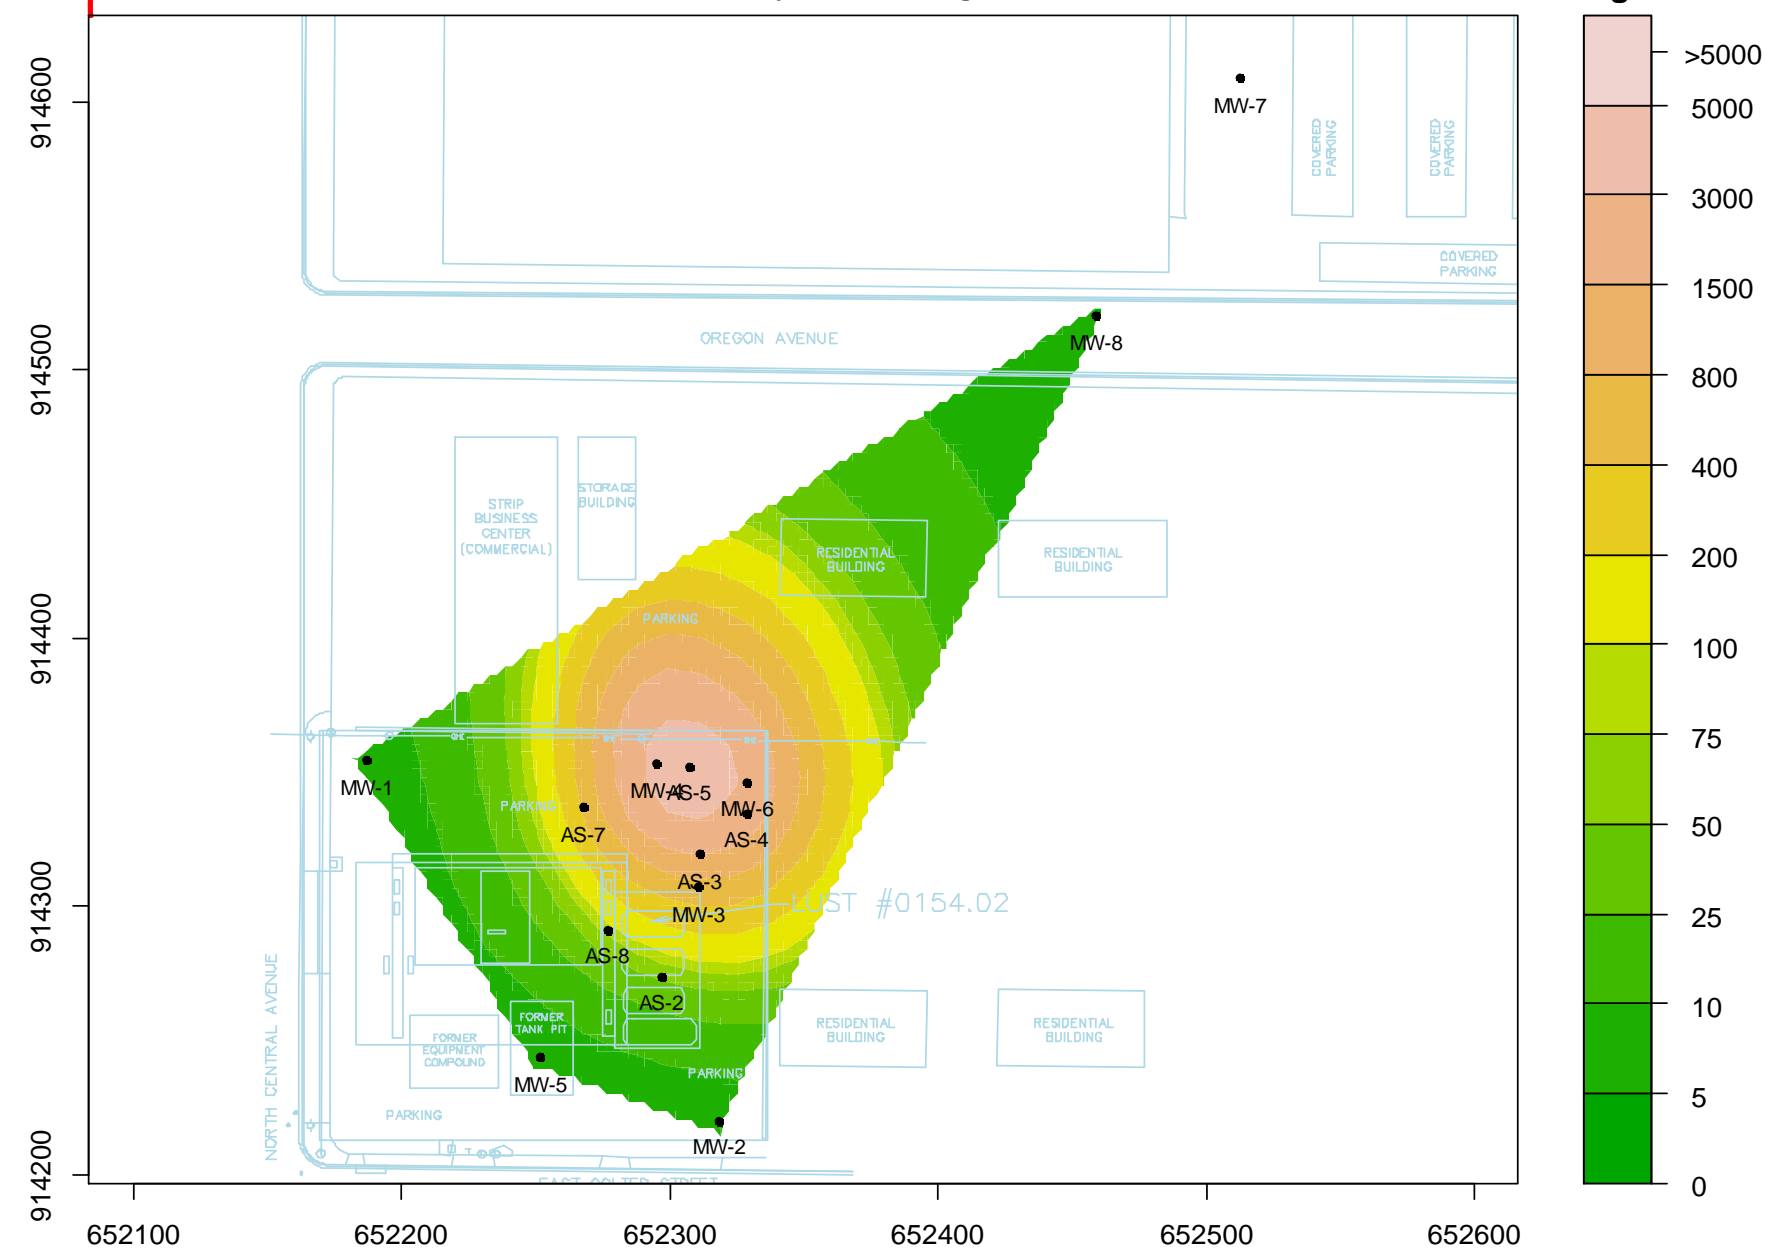 >5000
5000
3000
1500
800
400
200
100
75
50
25
10
5
0
914600
914500
914400
914300
914200
652100
652200
652300
652400
652500
652600
MW-7
COVERED
PARKING
COVERED
PARKING
COVERED
PARKING
OREGON AVENUE
MW-8
STRIP
BUSINESS
CENTER
(COMMERCIAL)
STORAGE
BUILDING
RESIDENTIAL
BUILDING
RESIDENTIAL
BUILDING
PARKING
MW-1
MW-4
AS-5
MW-6
PARKING
AS-7
AS-4
AS-3
MW-3
LUST #0154.02
AS-8
AS-2
NORTH CENTRAL AVENUE
FORMER
TANK PIT
FORMER
EQUIPMENT
COMPOUND
RESIDENTIAL
BUILDING
RESIDENTIAL
BUILDING
MW-5
PARKING
PARKING
MW-2
EAST COLTER STREET